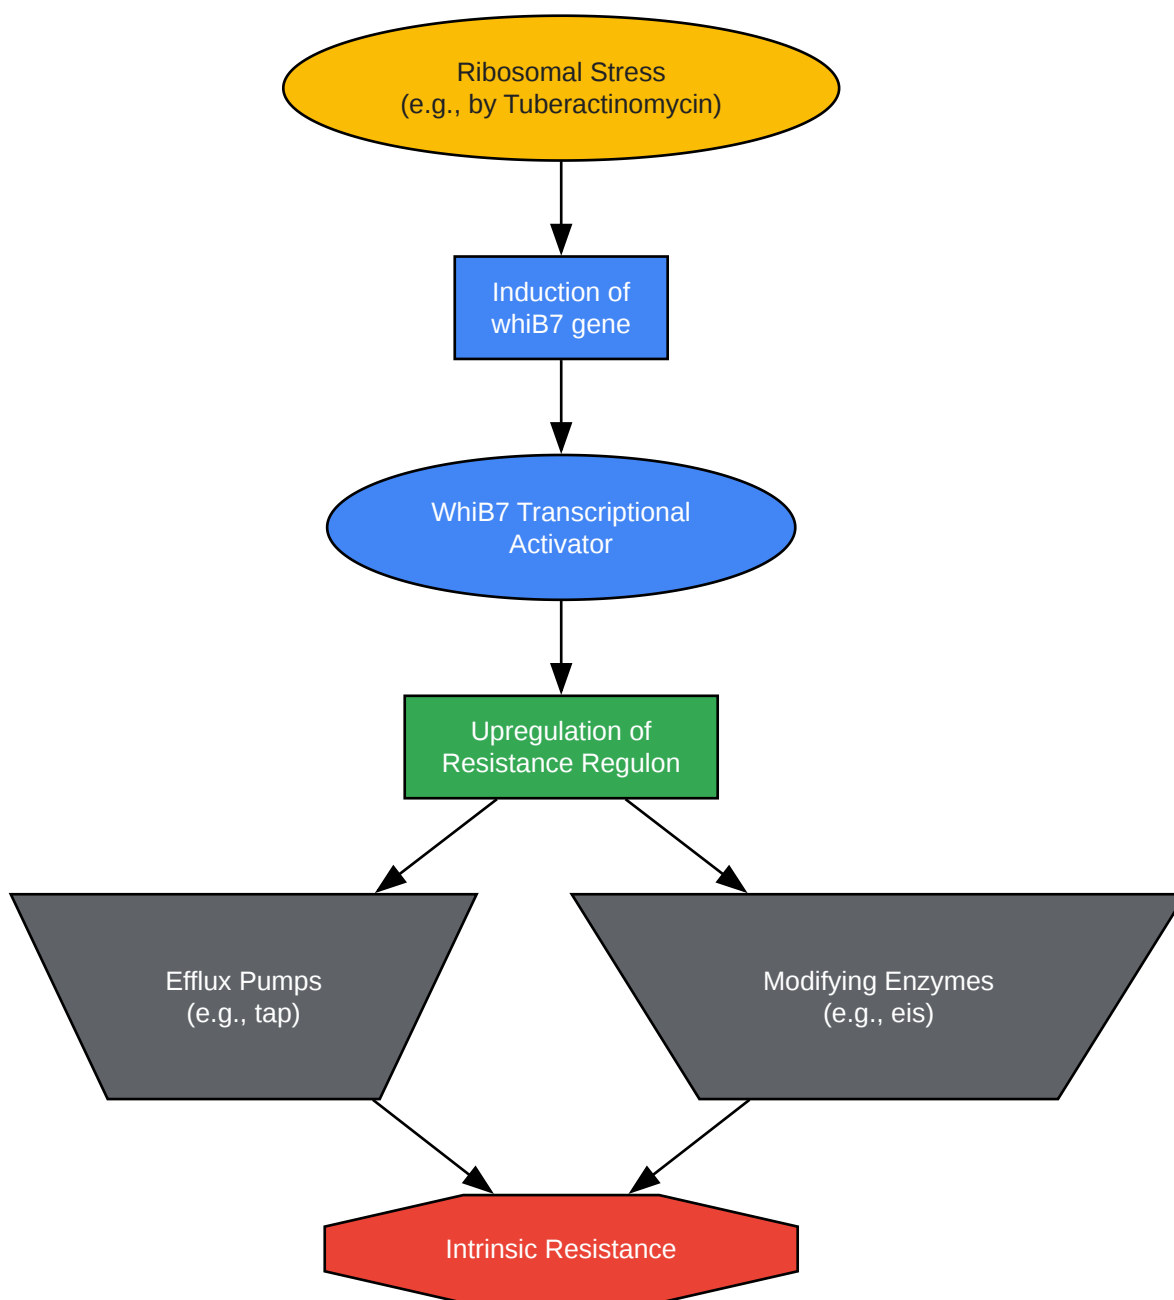 Ribosomal Stress
(e.g., by Tuberactinomycin)
Induction of
whiB7 gene
WhiB7 Transcriptional
Activator
Upregulation of
Resistance Regulon
Efflux Pumps
(e.g., tap)
Modifying Enzymes
(e.g., eis)
Intrinsic Resistance